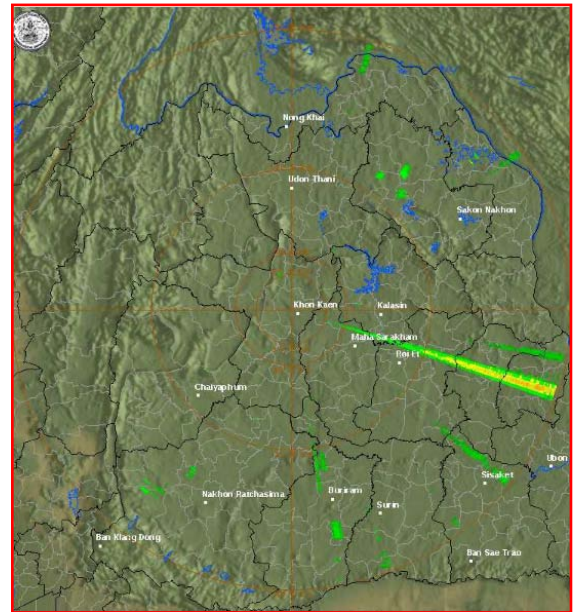 Nong Khai
Udon Thani
Sakon Nakhon
Khon Kaen
Kalasin
Maha Sarakham
Roi Et
Chaiyaphum
Ubon
Sisaket
Nakhon Ratchasima
Buriram
Surin
Ban Klang Dong
Ban Sae Trao